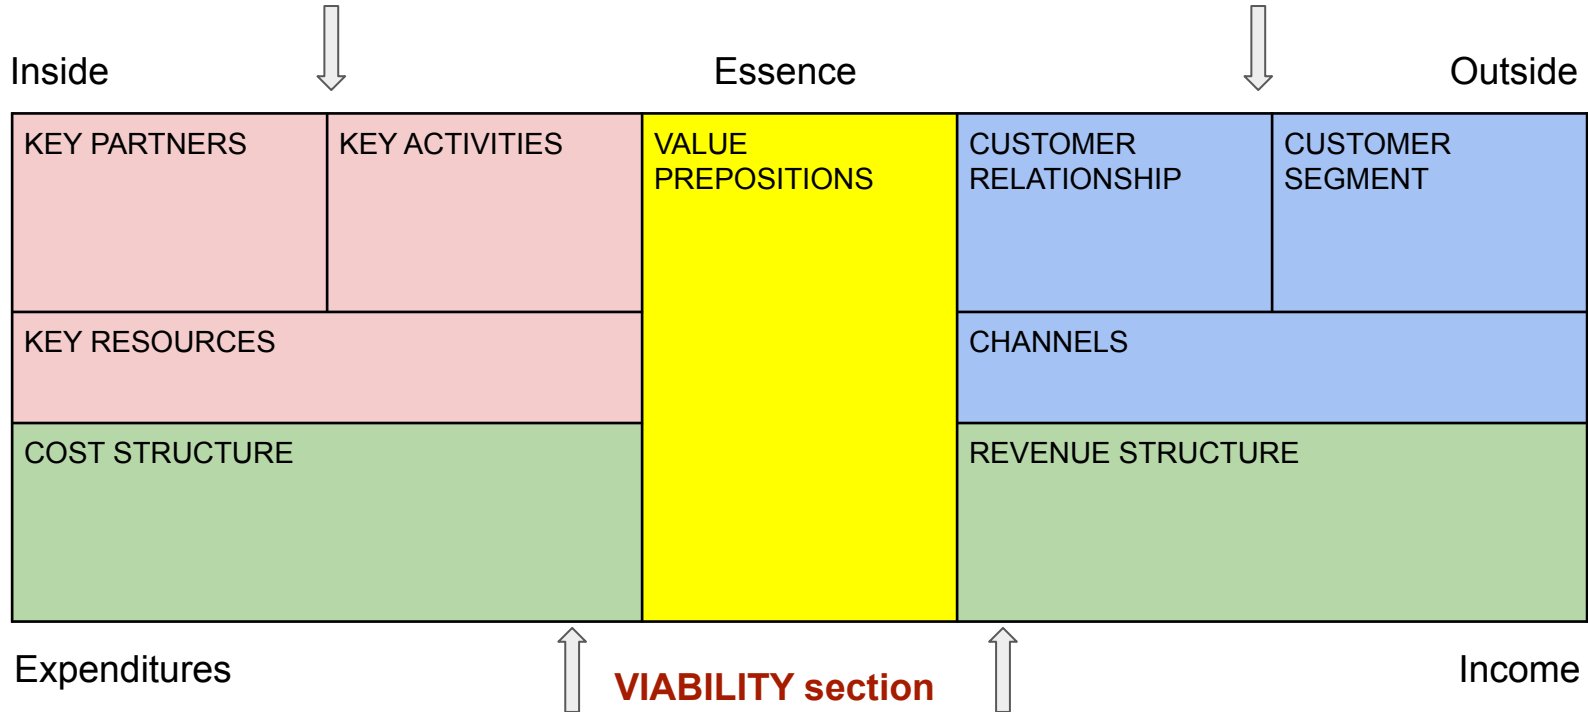 Inside
Essence
Outside
KEY PARTNERS
KEY ACTIVITIES
VALUE
PREPOSITIONS
CUSTOMER
RELATIONSHIP
CUSTOMER
SEGMENT
KEY RESOURCES
CHANNELS
COST STRUCTURE
REVENUE STRUCTURE
Expenditures
VIABILITY section
Income